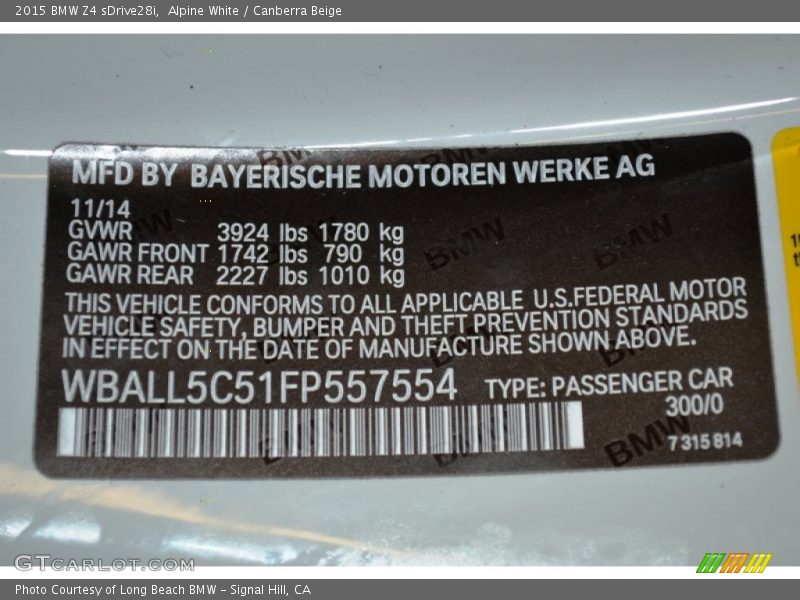 2015 BMW Z4 sDrive28i, Alpine White / Canberra Beige
MFD BY BAYERISCHE MOTOREN WERKE AG
11/14
GVWR 3924 lbs 1780 kg
GAWR FRONT 1742 lbs 790 kg
GAWR REAR 2227 lbs 1010 kg
THIS VEHICLE CONFORMS TO ALL APPLICABLE U.S.FEDERAL MOTOR
VEHICLE SAFETY, BUMPER AND THEFT PREVENTION STANDARDS
IN EFFECT ON THE DATE OF MANUFACTURE SHOWN ABOVE.
WBALL5C51FP557554 TYPE: PASSENGER CAR
300/0
7 315 814
BMW
BMW
BMW
GTCARLOT.COM
Photo Courtesy of Long Beach BMW - Signal Hill, CA